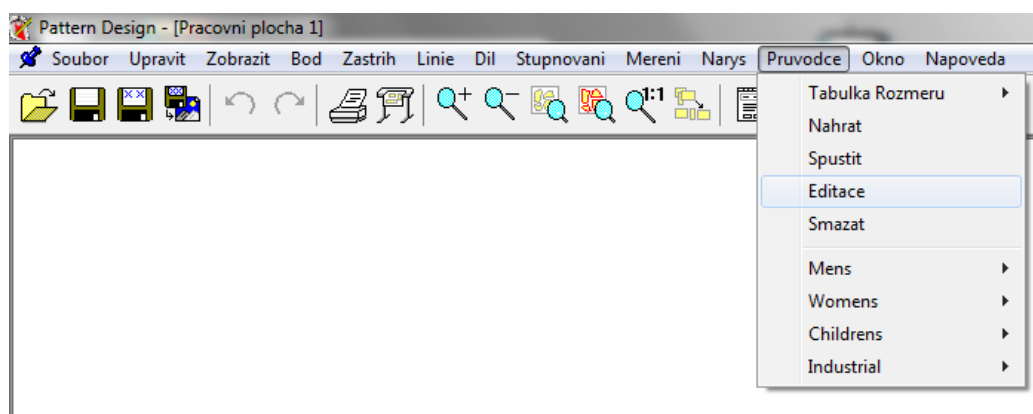 Pattern Design - [Pracovni plocha 1]
Soubor Upravit Zobrazit Bod Zastrih Linie Dil Stupnovani Mereni Narys Pruvodce Okno Napoveda
1:1
Tabulka Rozmeru
Nahrat
Spustit
Editace
Smazat
Mens
Womens
Childrens
Industrial